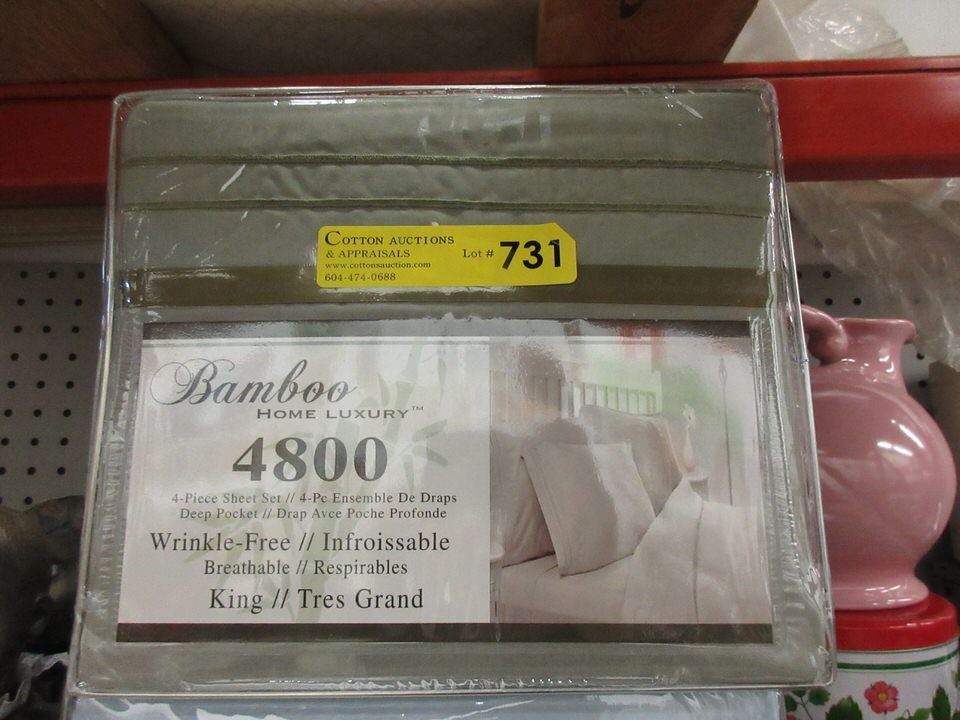 COTTON AUCTIONS
& APPRAISALS
www.cottonsauction.com
604-474-0688
Lot # 731
Bamboo
HOME LUXURY™
4800
4-Piece Sheet Set // 4-Pc Ensemble De Draps
Deep Pocket // Drap Avce Poche Profonde
Wrinkle-Free // Infroissable
Breathable // Respirables
King // Tres Grand